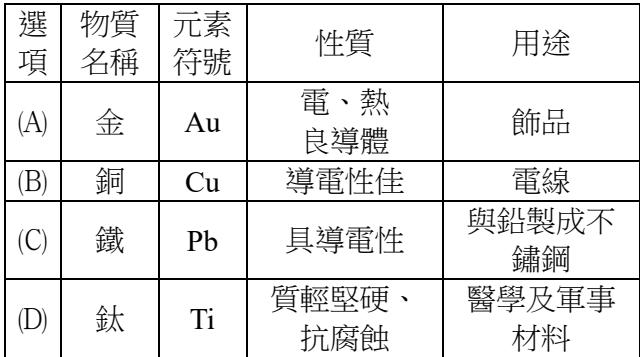 選項 物質名稱 元素符號 性質 用途
(A) 金 Au 電、熱良導體 飾品
(B) 銅 Cu 導電性佳 電線
(C) 鐵 Pb 具導電性 與鉛製成不鏽鋼
(D) 鈦 Ti 質輕堅硬、抗腐蝕 醫學及軍事材料